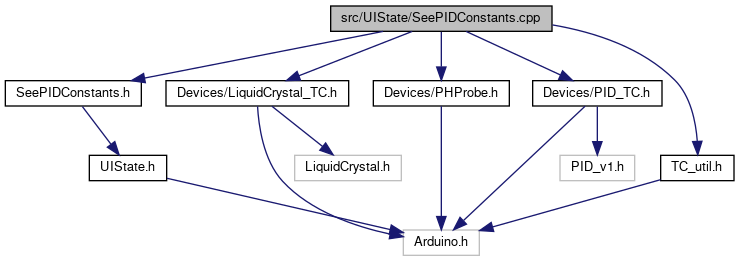 src/UIState/SeePIDConstants.cpp
SeePIDConstants.h
Devices/LiquidCrystal_TC.h
Devices/PHProbe.h
Devices/PID_TC.h
UIState.h
LiquidCrystal.h
PID_v1.h
TC_util.h
Arduino.h